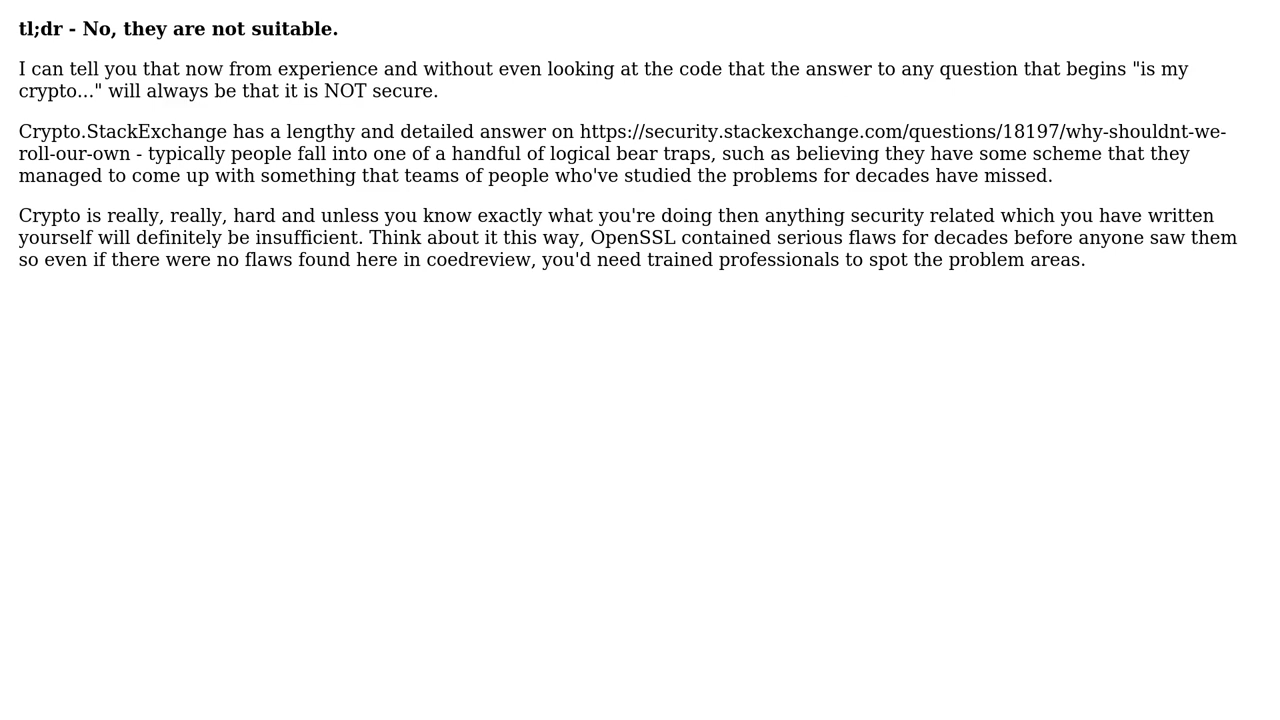 tl;dr - No, they are not suitable.
I can tell you that now from experience and without even looking at the code that the answer to any question that begins "is my
crypto..." will always be that it is NOT secure.
Crypto.StackExchange has a lengthy and detailed answer on https://security.stackexchange.com/questions/18197/why-shouldnt-we-
roll-our-own - typically people fall into one of a handful of logical bear traps, such as believing they have some scheme that they
managed to come up with something that teams of people who've studied the problems for decades have missed.
Crypto is really, really, hard and unless you know exactly what you're doing then anything security related which you have written
yourself will definitely be insufficient. Think about it this way, OpenSSL contained serious flaws for decades before anyone saw them
so even if there were no flaws found here in coedreview, you'd need trained professionals to spot the problem areas.